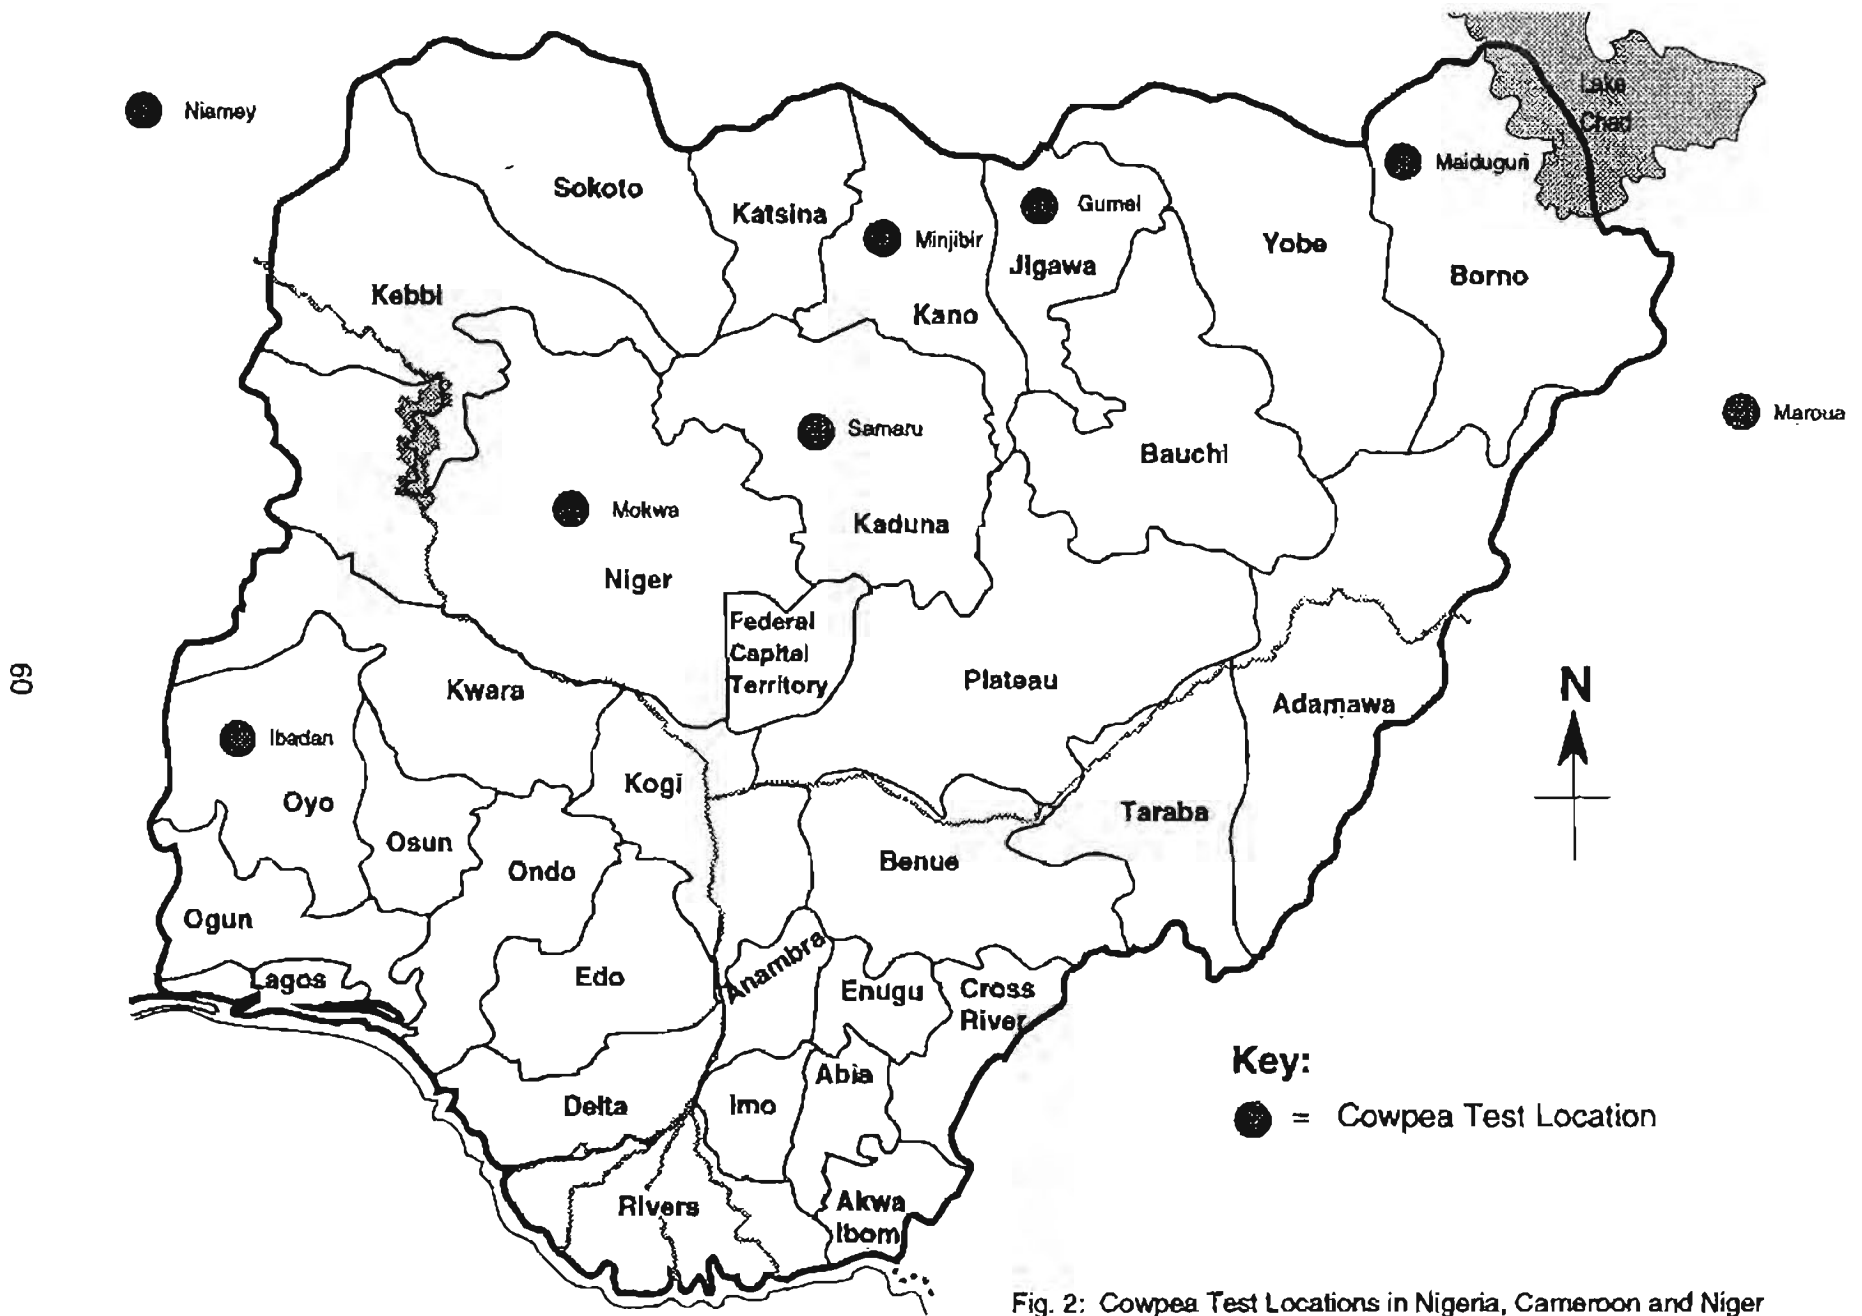 Lake
Chad
Niamey
Maiduguri
Sokoto
Katsina
Gumel
Minjibir
Yobe
Jigawa
Borno
Kebbi
Kano
Maroua
Samaru
Bauchi
Mokwa
Kaduna
Niger
Federal
Capital
Territory
60
Plateau
N
Kwara
Adamawa
Ibadan
Kogi
Oyo
Taraba
Osun
Benue
Ondo
Ogun
Anambra
Lagos
Edo
Enugu
Cross
River
Key:
Abia
Delta
Imo
= Cowpea Test Location
Rivers
Akwa
Ibom
Fig. 2: Cowpea Test Locations in Nigeria, Cameroon and Niger